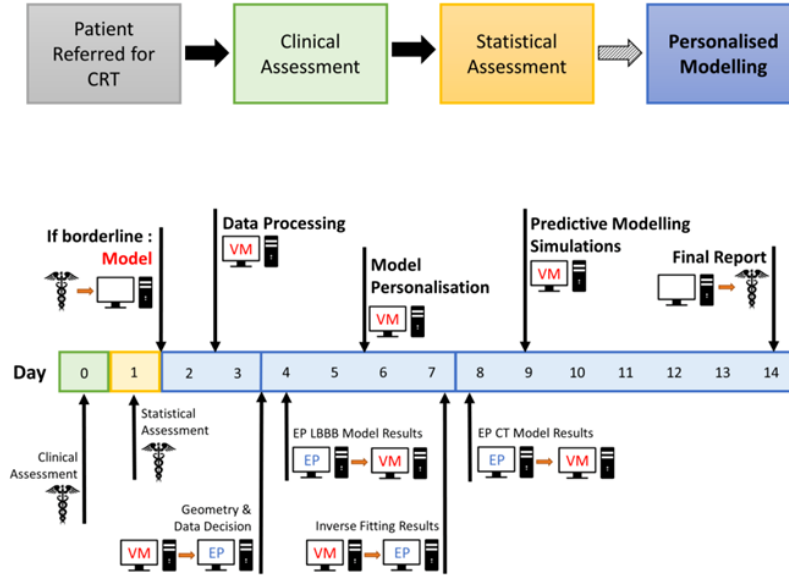 Patient
Referred for
CRT
Clinical
Assessment
Statistical
Assessment
Personalised
Modelling
If borderline :
Model
Data Processing
VM
Model
Personalisation
VM
Predictive Modelling
Simulations
VM
Final Report
Day
0
1
2
3
4
5
6
7
8
9
10
11
12
13
14
Clinical
Assessment
Statistical
Assessment
Geometry &
Data Decision
VM
EP
EP LBBB Model Results
EP
VM
Inverse Fitting Results
VM
EP
EP CT Model Results
EP
VM